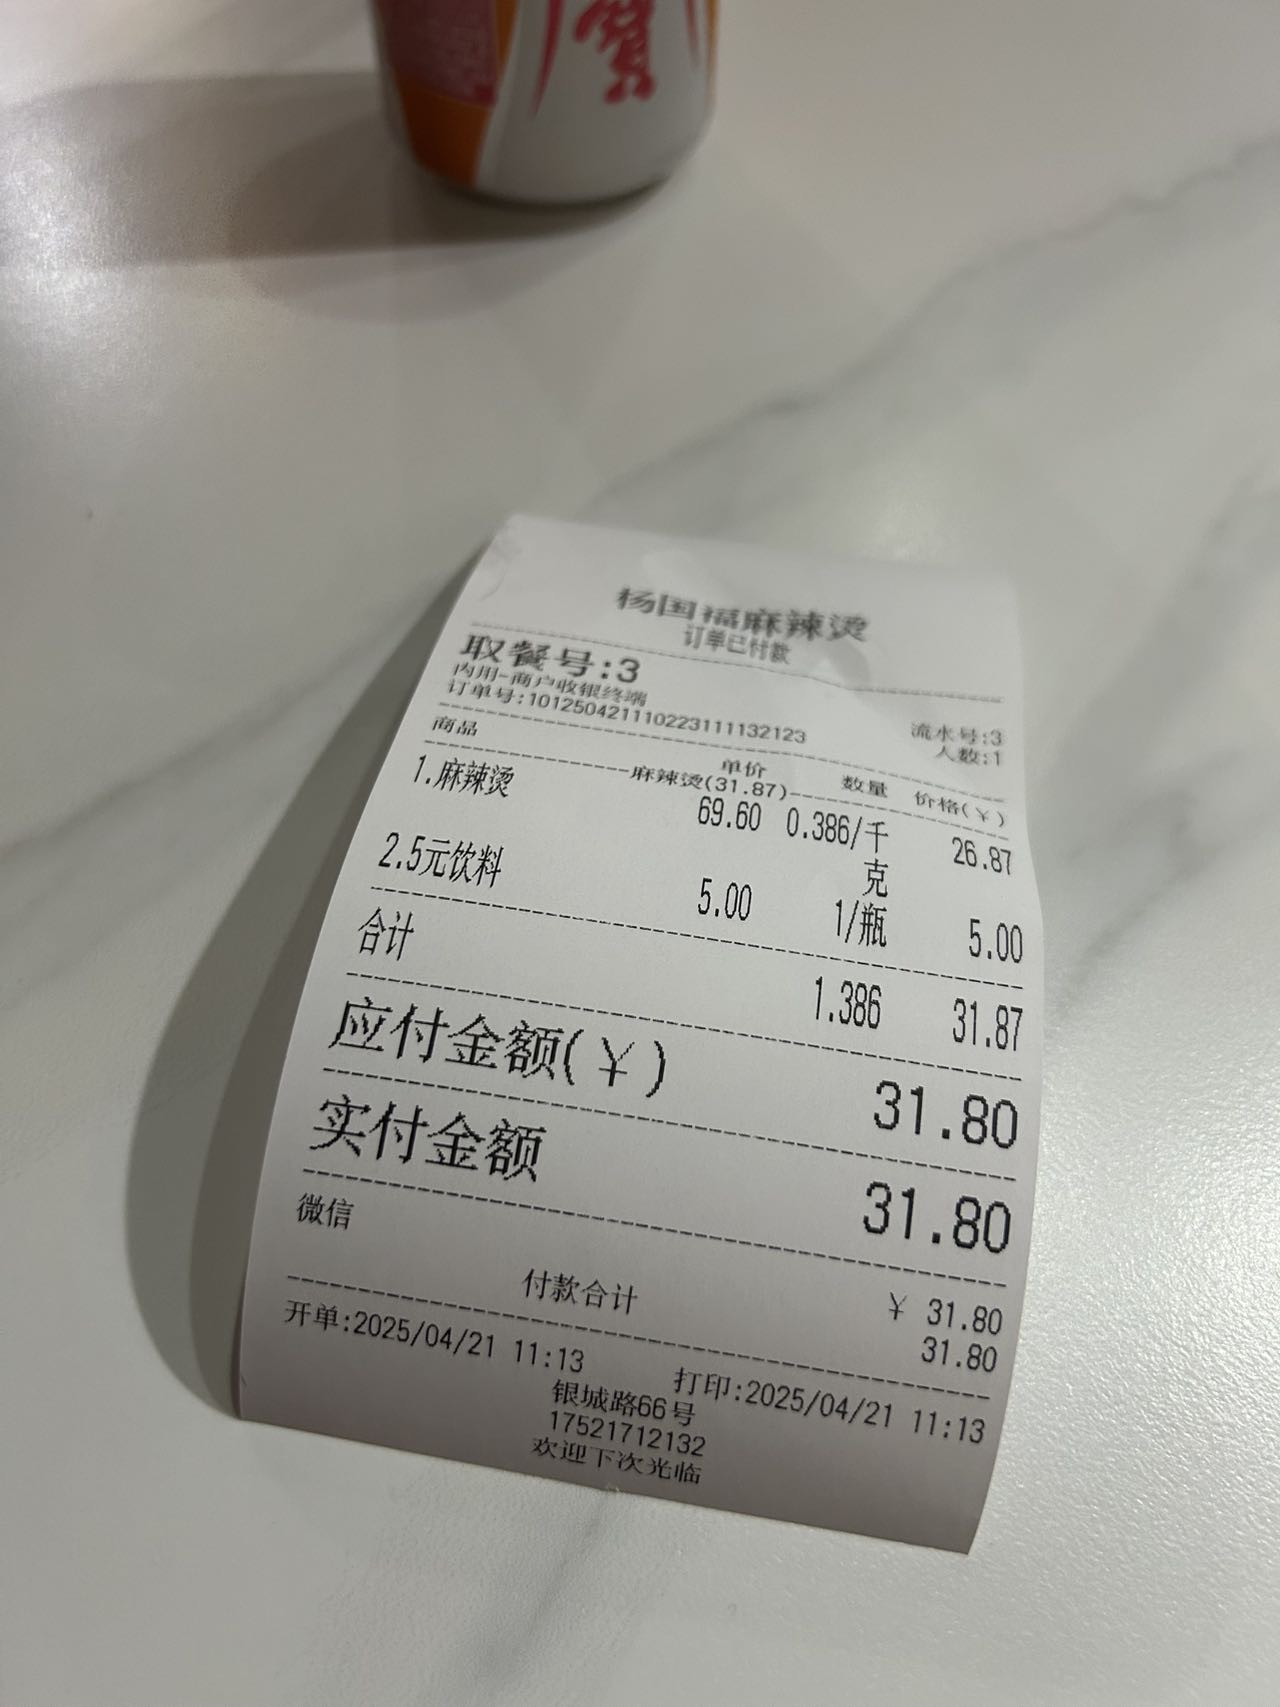 寶
杨国福麻辣烫
订单已付款
取餐号:3
内用-商户收银终端
订单号:101250421110223111132123
流水号:3
人数:1
商品 单价 数量 价格(￥)
麻辣烫(31.87)
1.麻辣烫 69.60 0.386/千克 26.87
2.5元饮料 5.00 1/瓶 5.00
合计 1.386 31.87
应付金额(￥) 31.80
实付金额 31.80
微信 ￥ 31.80
付款合计 31.80
开单:2025/04/21 11:13 打印:2025/04/21 11:13
银城路66号
17521712132
欢迎下次光临